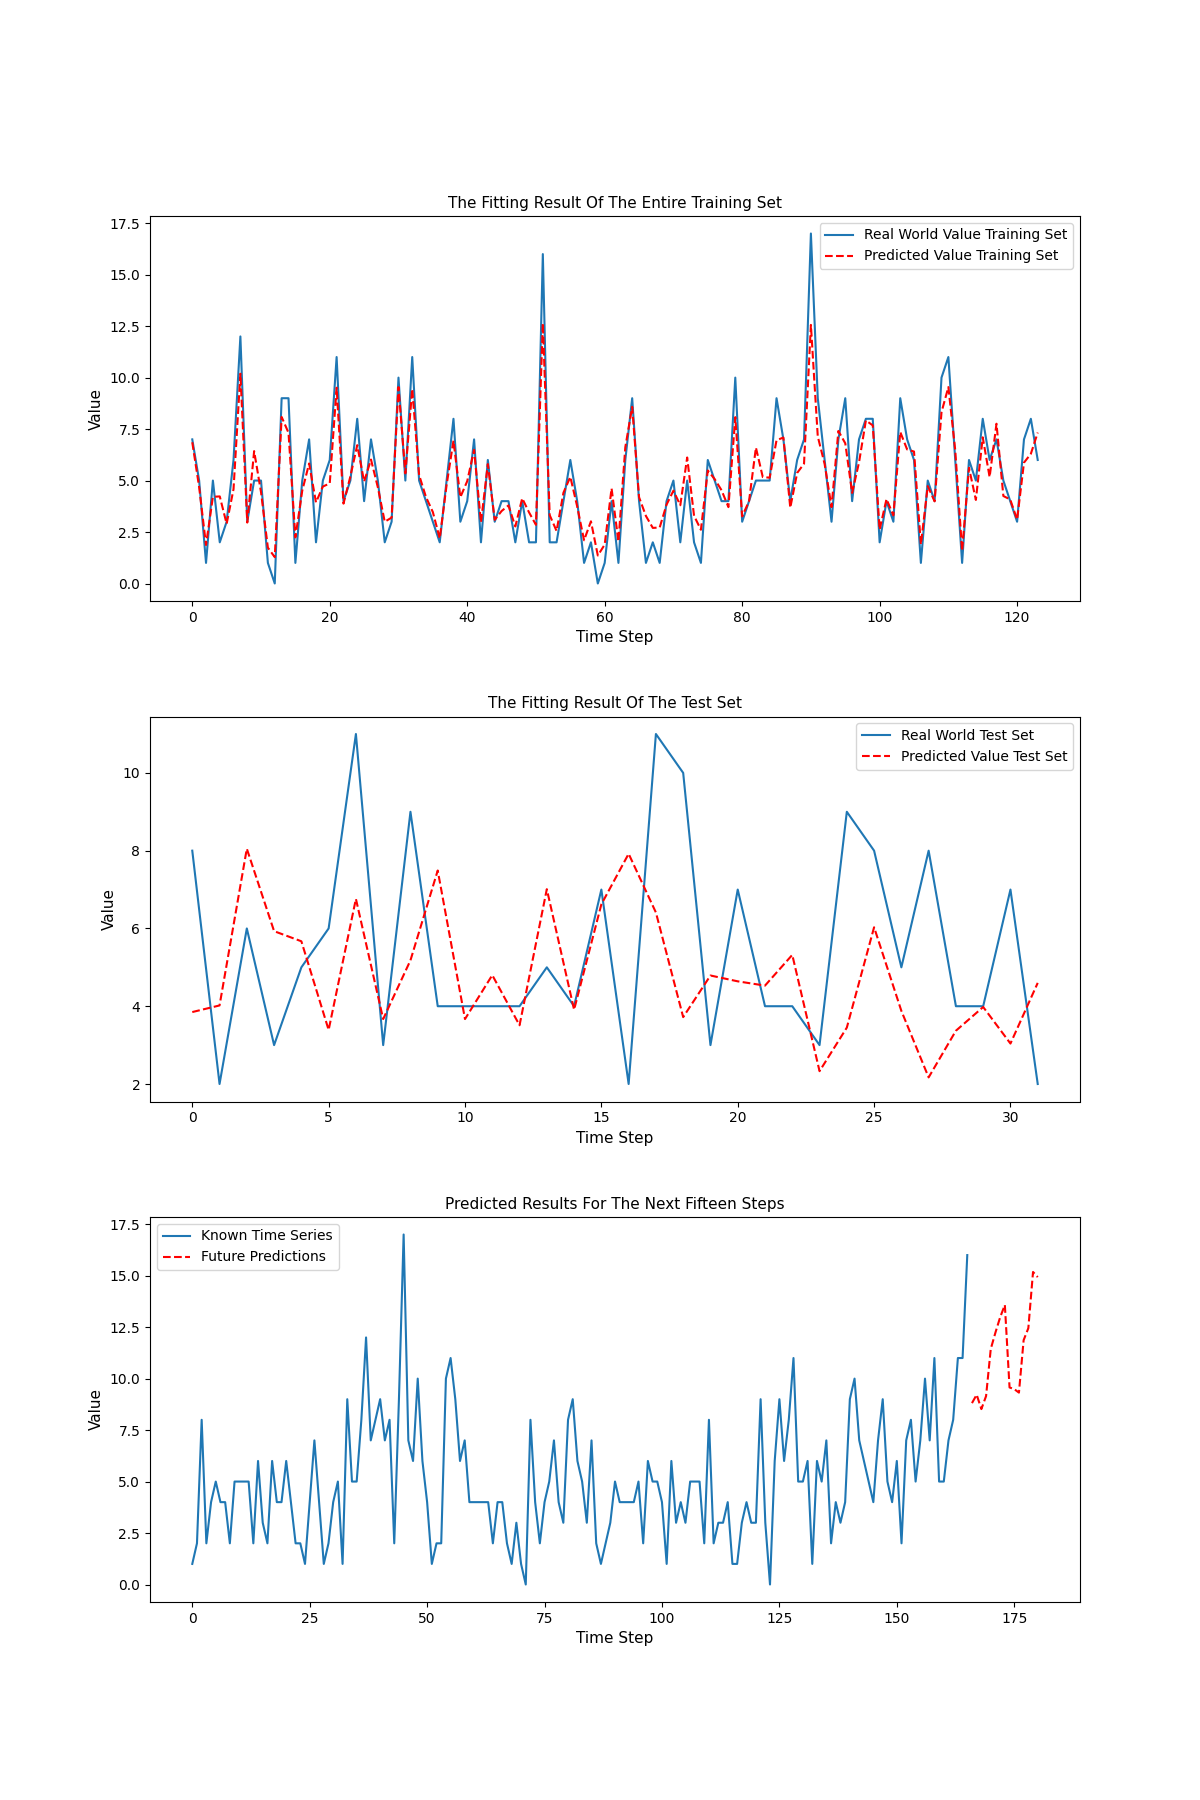 The Fitting Result Of The Entire Training Set
17.5
15.0
12.5
10.0
7.5
5.0
2.5
0.0
Value
Real World Value Training Set
Predicted Value Training Set
0 20 40 60 80 100 120
Time Step
The Fitting Result Of The Test Set
10
8
6
4
2
Value
Real World Test Set
Predicted Value Test Set
0 5 10 15 20 25 30
Time Step
Predicted Results For The Next Fifteen Steps
17.5
15.0
12.5
10.0
7.5
5.0
2.5
0.0
Value
Known Time Series
Future Predictions
0 25 50 75 100 125 150 175
Time Step